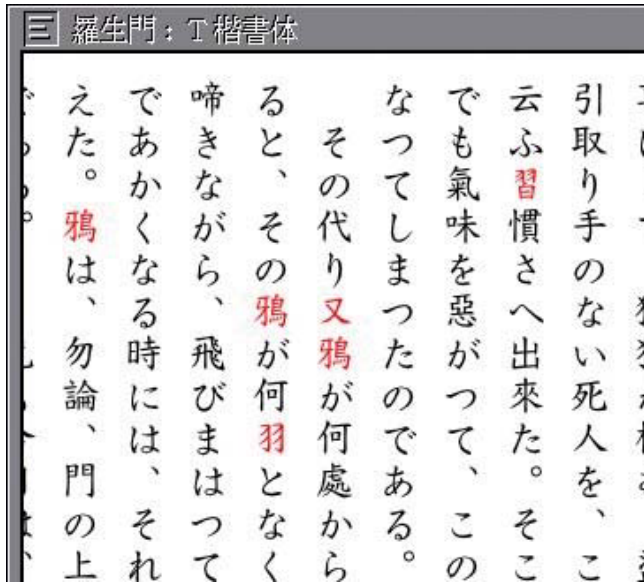 羅生門：Ｔ楷書体
引取り手のない死人を、こ
云ふ習慣さへ出來た。そこ
でも氣味を惡がつて、この
なつてしまつたのである。
その代り又鴉が何處から
ると、その鴉が何羽となく
啼きながら、飛びまはつて
であかくなる時には、それ
えた。鴉は、勿論、門の上